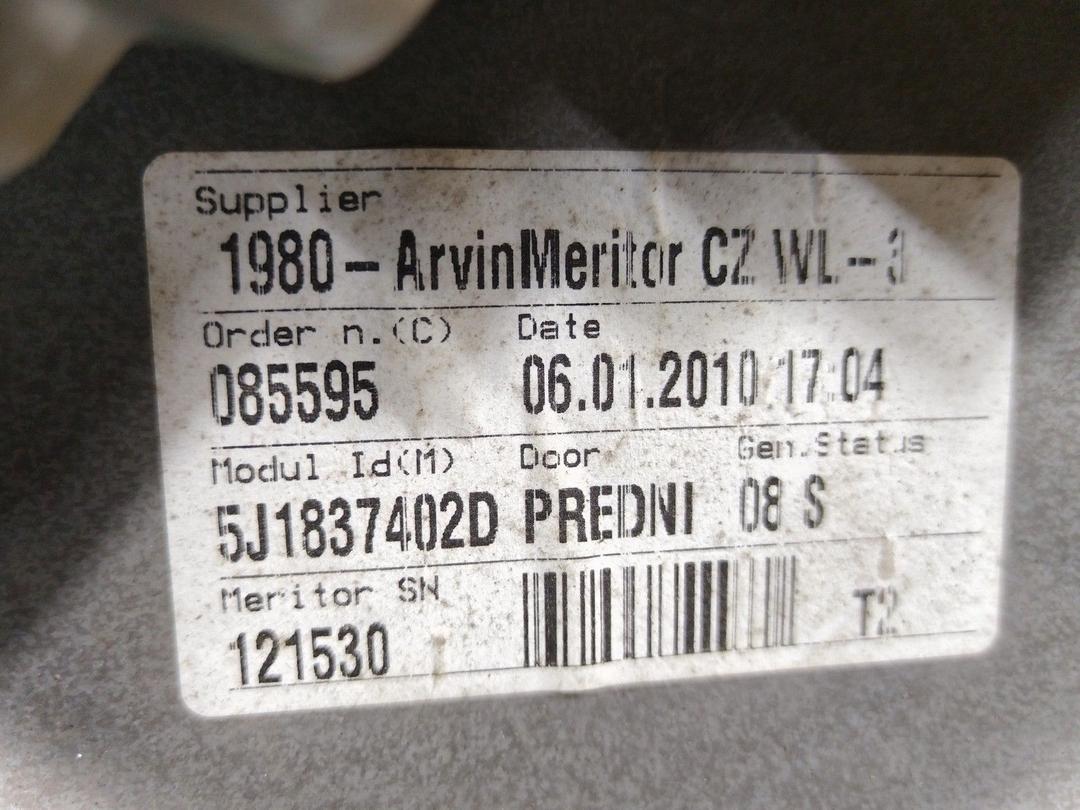 Supplier
1980 - ArvinMeritor CZ WL - 3
Order n.(C) Date
085595 06.01.2010 17:04
Modul Id(M) Door Gen.Status
5J1837402D PREDNI 08 S
Meritor SN
121530 T2